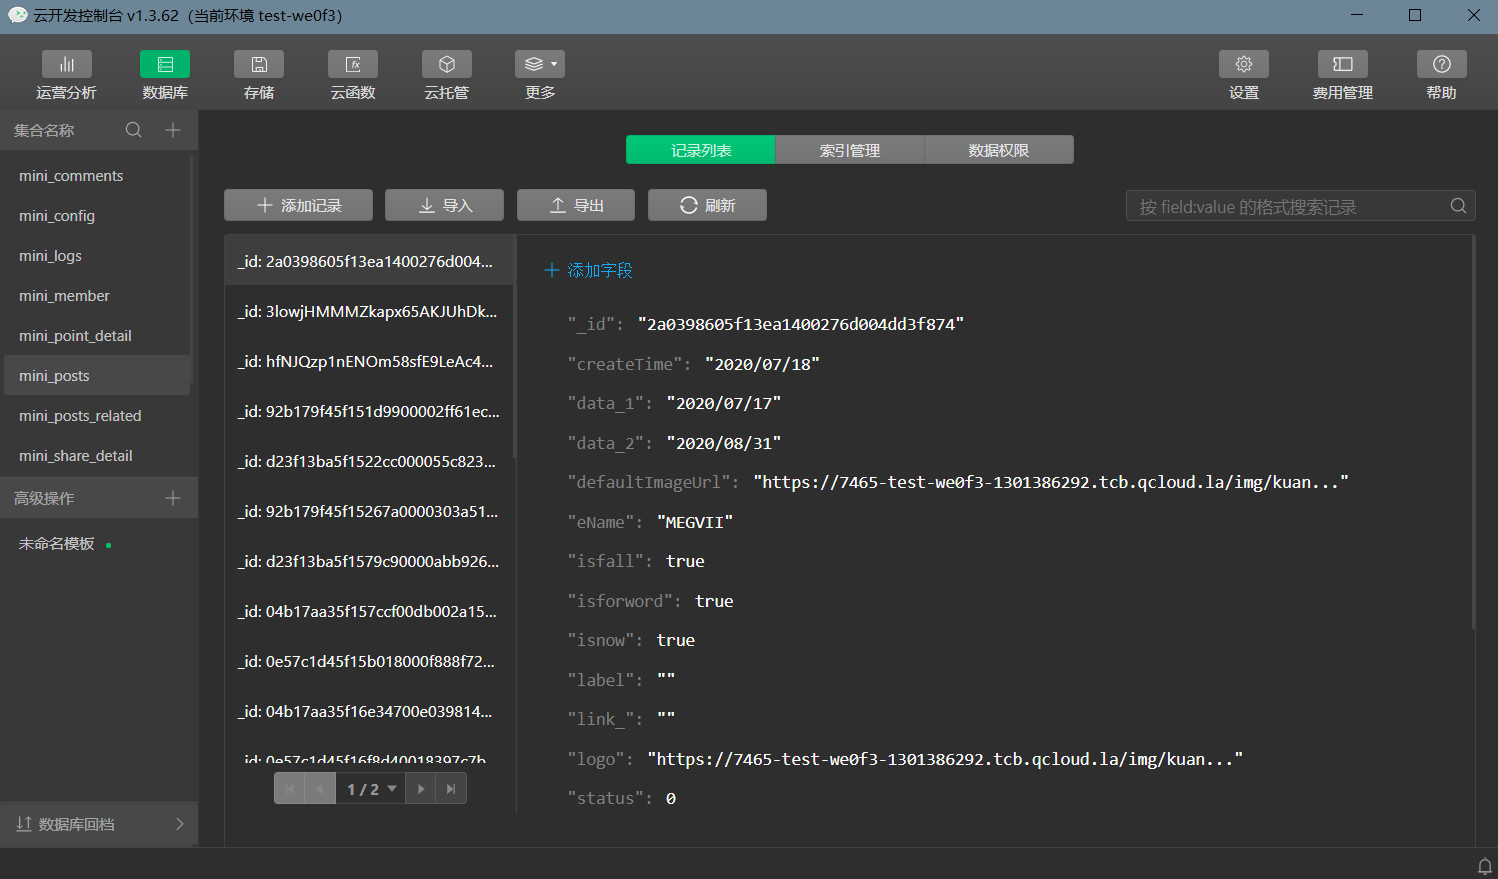 云开发控制台 v1.3.62（当前环境 test-we0f3）
运营分析
数据库
存储
云函数
云托管
更多
设置
费用管理
帮助
集合名称
mini_comments
mini_config
mini_logs
mini_member
mini_point_detail
mini_posts
mini_posts_related
mini_share_detail
高级操作
未命名模板
数据库回档
记录列表
索引管理
数据权限
添加记录
导入
导出
刷新
按 field:value 的格式搜索记录
_id: 2a0398605f13ea1400276d004...
_id: 3lowjHMMMZkapx65AKJUhDk...
_id: hfNJQzp1nENOm58sfE9LeAc4...
_id: 92b179f45f151d9900002ff61ec...
_id: d23f13ba5f1522cc000055c823...
_id: 92b179f45f15267a0000303a51...
_id: d23f13ba5f1579c90000abb926...
_id: 04b17aa35f157ccf00db002a15...
_id: 0e57c1d45f15b018000f888f72...
_id: 04b17aa35f16e34700e039814...
_id: 0e57c1d45f16f8d40018397c7b
1 / 2
添加字段
"_id": "2a0398605f13ea1400276d004dd3f874"
"createTime": "2020/07/18"
"data_1": "2020/07/17"
"data_2": "2020/08/31"
"defaultImageUrl": "https://7465-test-we0f3-1301386292.tcb.qcloud.la/img/kuan..."
"eName": "MEGVII"
"isfall": true
"isforword": true
"isnow": true
"label": ""
"link_": ""
"logo": "https://7465-test-we0f3-1301386292.tcb.qcloud.la/img/kuan..."
"status": 0